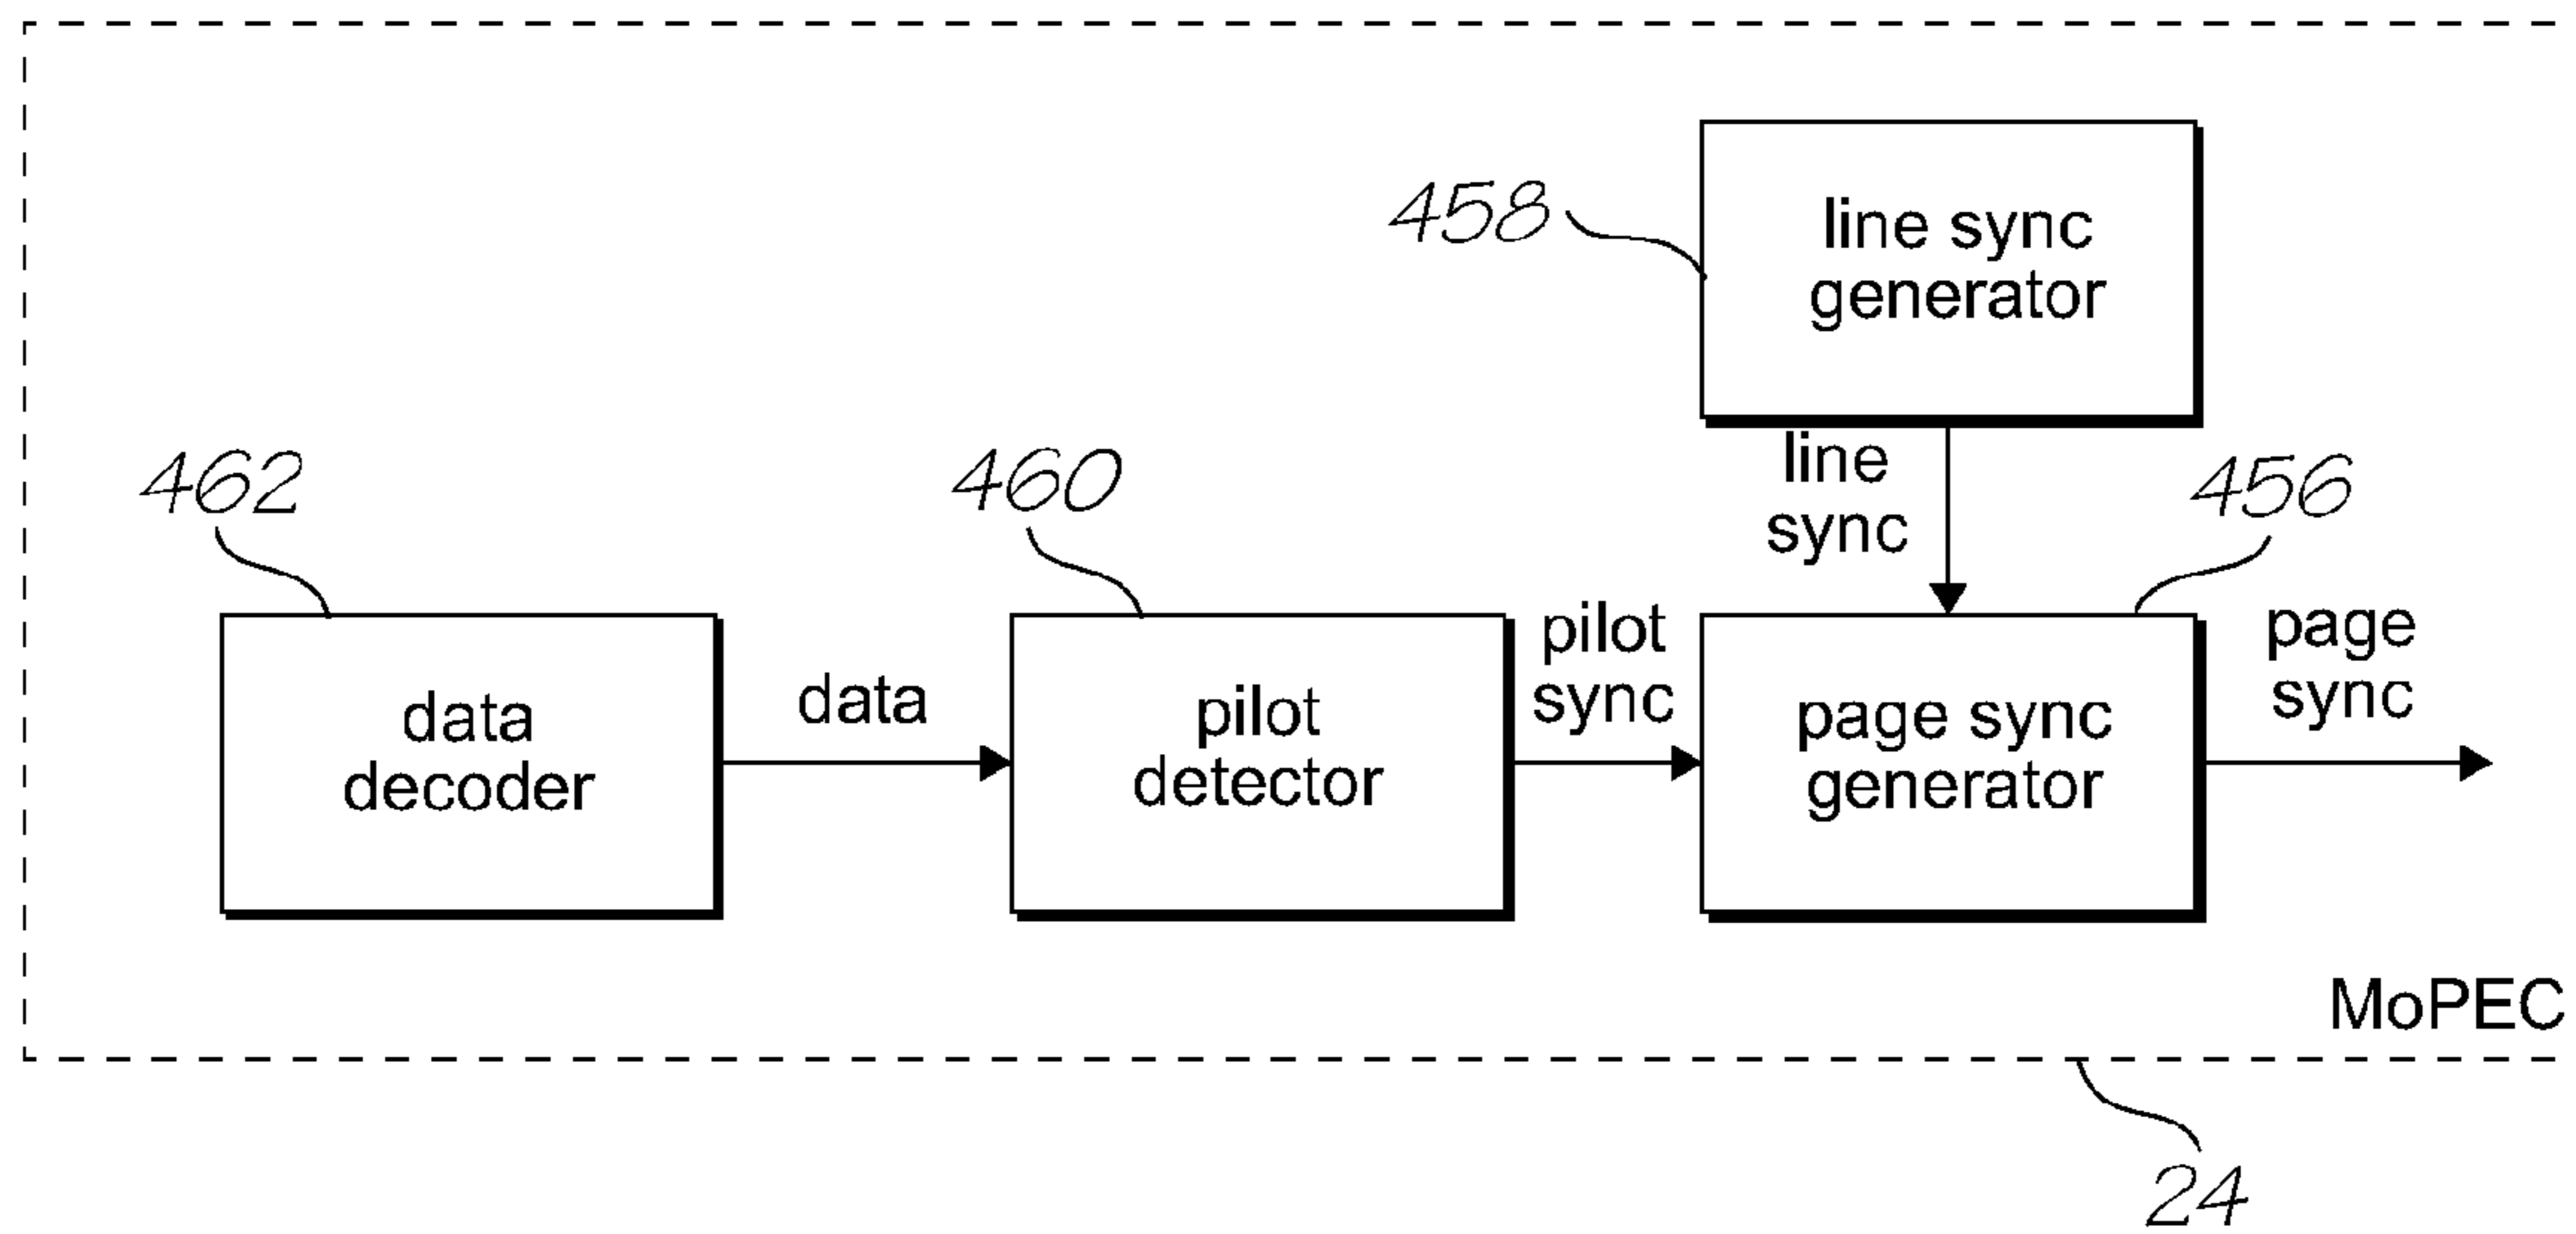 458
line sync
generator
line
sync
462
460
456
data
decoder
data
pilot
detector
pilot
sync
page sync
generator
page
sync
MoPEC
24